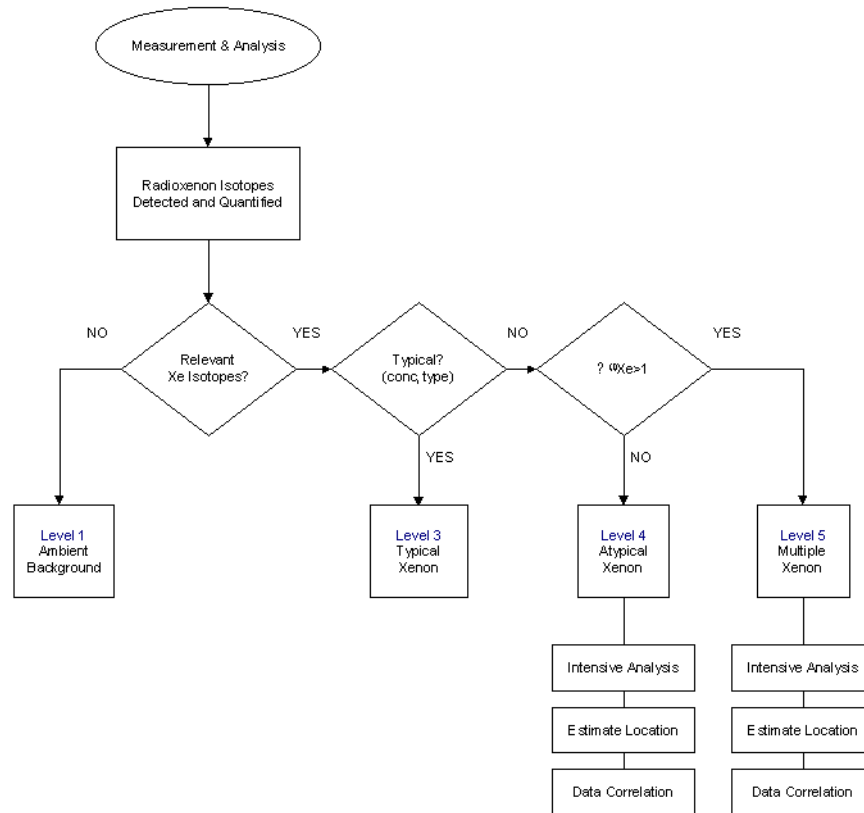 Measurement & Analysis
Radioxenon Isotopes
Detected and Quantified
NO
YES
NO
YES
Relevant
Xe Isotopes?
Typical?
(conc, type)
? φXe>1
YES
NO
Level 1
Ambient
Background
Level 3
Typical
Xenon
Level 4
Atypical
Xenon
Level 5
Multiple
Xenon
Intensive Analysis
Intensive Analysis
Estimate Location
Estimate Location
Data Correlation
Data Correlation